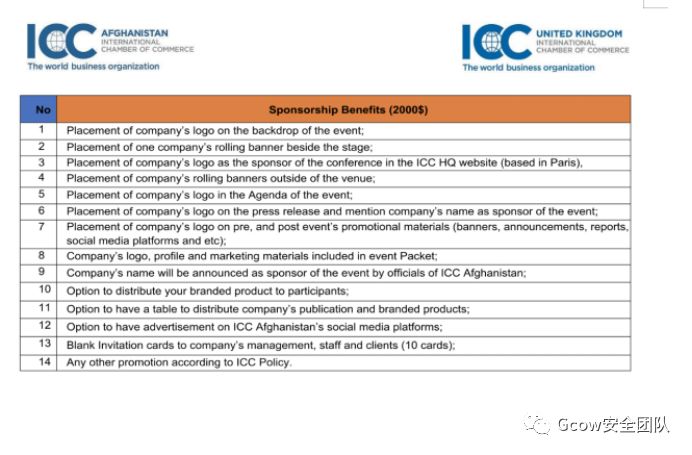 ICC AFGHANISTAN
INTERNATIONAL
CHAMBER OF COMMERCE
The world business organization
ICC UNITED KINGDOM
INTERNATIONAL
CHAMBER OF COMMERCE
The world business organization
No Sponsorship Benefits (2000$)
1 Placement of company's logo on the backdrop of the event;
2 Placement of one company's rolling banner beside the stage;
3 Placement of company's logo as the sponsor of the conference in the ICC HQ website (based in Paris),
4 Placement of company's rolling banners outside of the venue;
5 Placement of company's logo in the Agenda of the event;
6 Placement of company's logo on the press release and mention company's name as sponsor of the event;
7 Placement of company's logo on pre, and post event's promotional materials (banners, announcements, reports,
social media platforms and etc);
8 Company's logo, profile and marketing materials included in event Packet;
9 Company's name will be announced as sponsor of the event by officials of ICC Afghanistan;
10 Option to distribute your branded product to participants;
11 Option to have a table to distribute company's publication and branded products;
12 Option to have advertisement on ICC Afghanistan's social media platforms;
13 Blank Invitation cards to company's management, staff and clients (10 cards);
14 Any other promotion according to ICC Policy.
Gcow安全团队